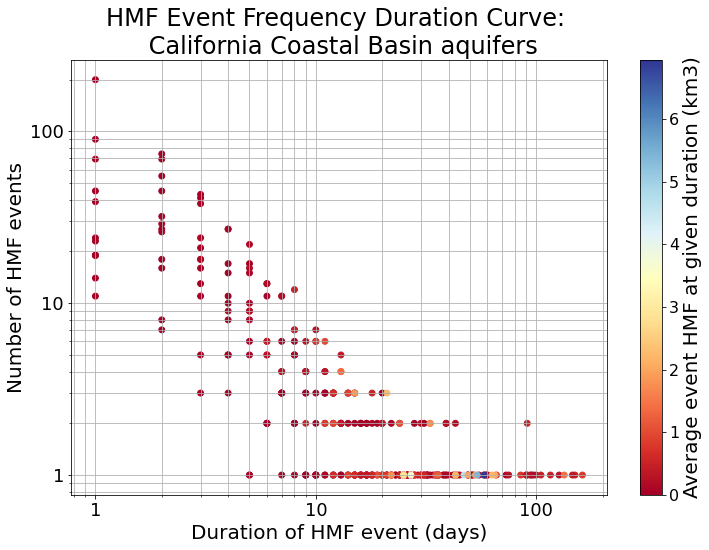 HMF Event Frequency Duration Curve:
California Coastal Basin aquifers
Number of HMF events
100
10
1
1
10
100
Duration of HMF event (days)
6
5
4
3
2
1
0
Average event HMF at given duration (km3)